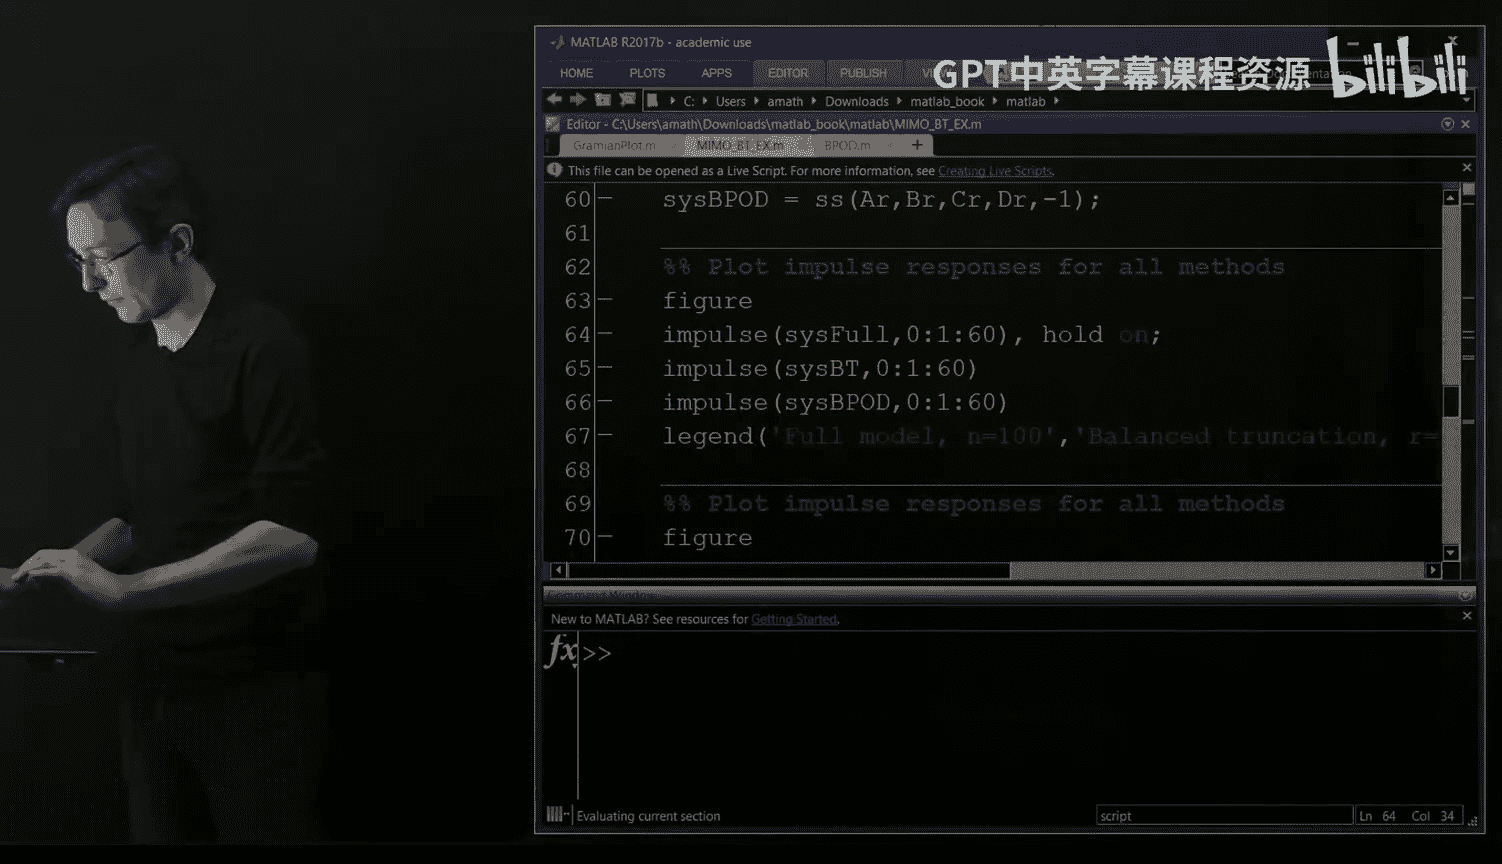 MATLAB R2017b - academic use
GPT中英字幕课程资源 bilibili
HOME PLOTS APPS EDITOR PUBLISH
C: Users amath Downloads matlab_book matlab
Editor - C:\Users\amath\Downloads\matlab_book\matlab\MIMO_BT_EX.m
GramianPlot.m MIMO_BT_EX.m BPOD.m +
This file can be opened as a Live Script. For more information, see Creating Live Scripts.
60 sysBPOD = ss(Ar,Br,Cr,Dr,-1);
61
62 %% Plot impulse responses for all methods
63 figure
64 impulse(sysFull,0:1:60), hold on;
65 impulse(sysBT,0:1:60)
66 impulse(sysBPOD,0:1:60)
67 legend('Full model, n=100','Balanced truncation, r=
68
69 %% Plot impulse responses for all methods
70 figure
Command Window
New to MATLAB? See resources for Getting Started.
fx >>
Evaluating current section
script
Ln 64 Col 34